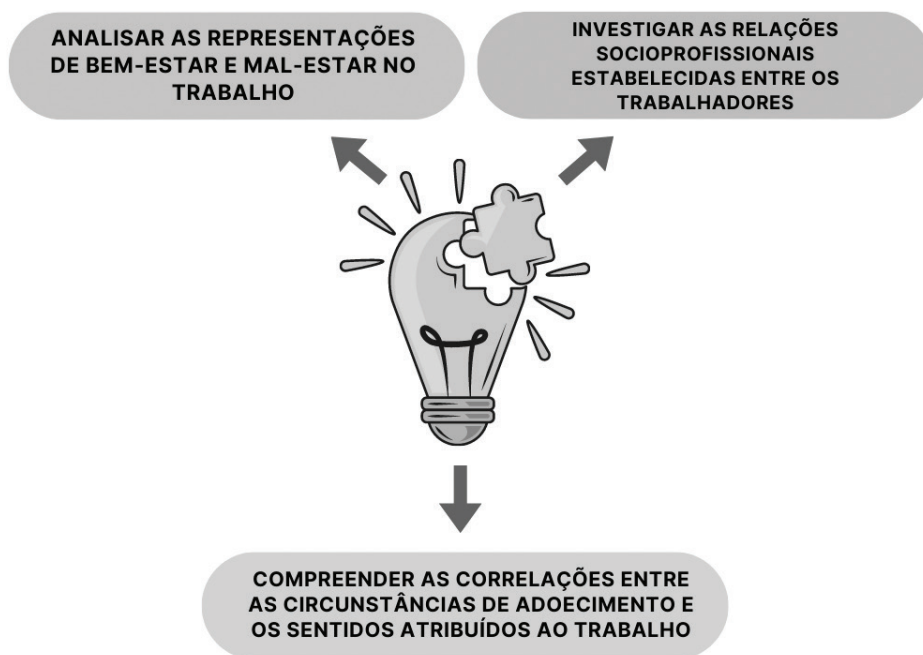 ANALISAR AS REPRESENTAÇÕES
DE BEM-ESTAR E MAL-ESTAR NO
TRABALHO
INVESTIGAR AS RELAÇÕES
SOCIOPROFISSIONAIS
ESTABELECIDAS ENTRE OS
TRABALHADORES
COMPREENDER AS CORRELAÇÕES ENTRE
AS CIRCUNSTÂNCIAS DE ADOECIMENTO E
OS SENTIDOS ATRIBUÍDOS AO TRABALHO